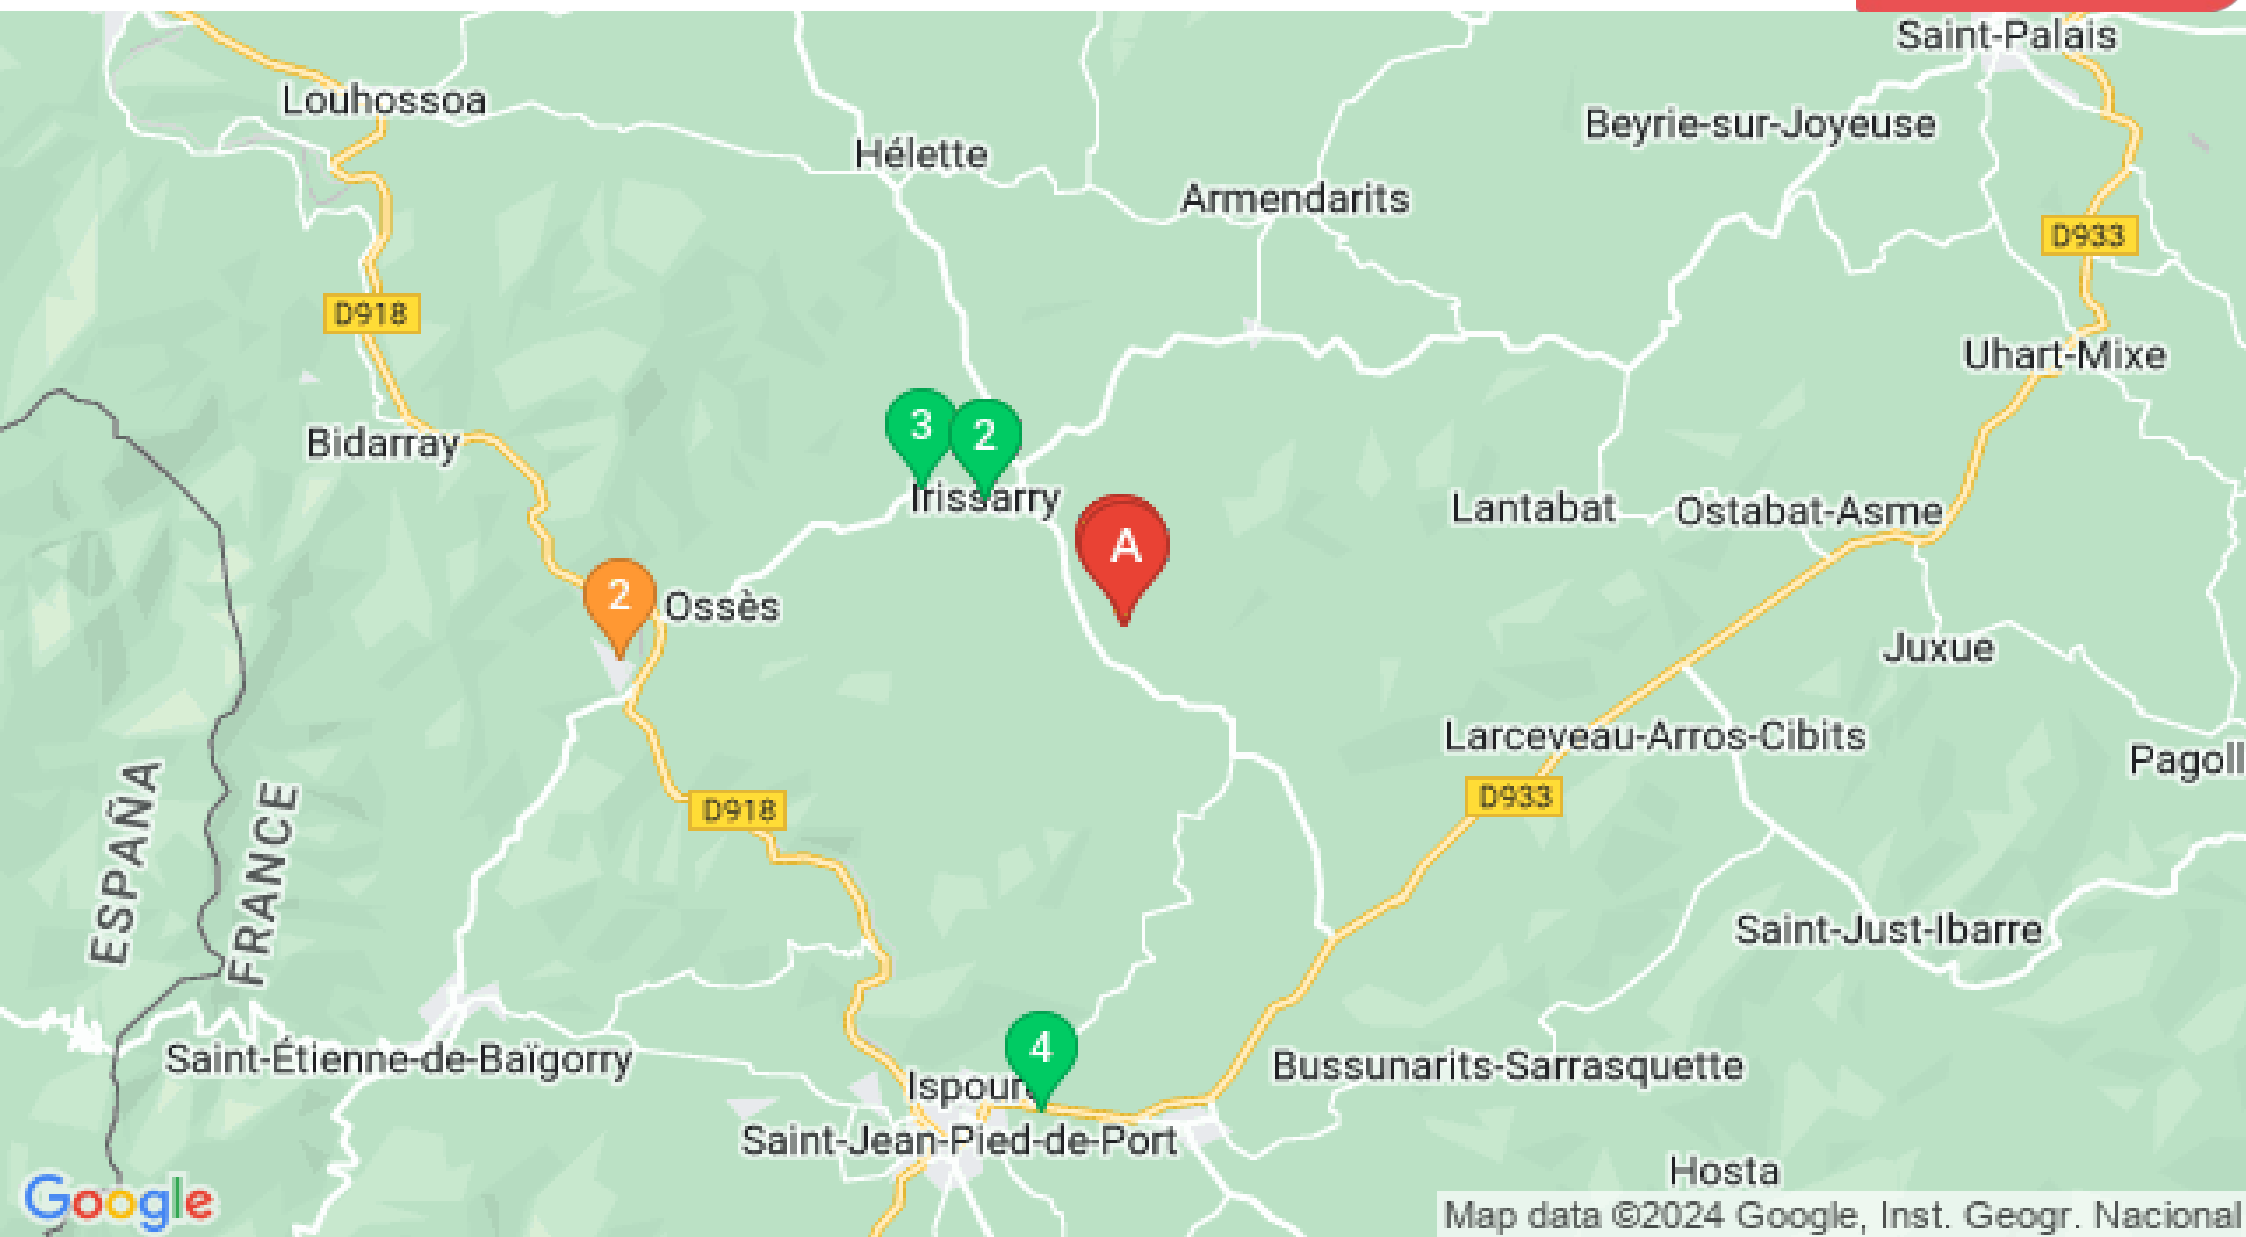 Saint-Palais
Louhossoa
Beyrie-sur-Joyeuse
Hélette
Armendarits
D933
D918
Uhart-Mixe
3
2
Bidarray
Irissarry
Lantabat
Ostabat-Asme
A
2
Ossès
Juxue
Larceveau-Arros-Cibits
Pagoll
D918
D933
ESPAÑA
FRANCE
Saint-Just-Ibarre
4
Saint-Étienne-de-Baïgorry
Bussunarits-Sarrasquette
Ispour
Saint-Jean-Pied-de-Port
Hosta
Google
Map data ©2024 Google, Inst. Geogr. Nacional